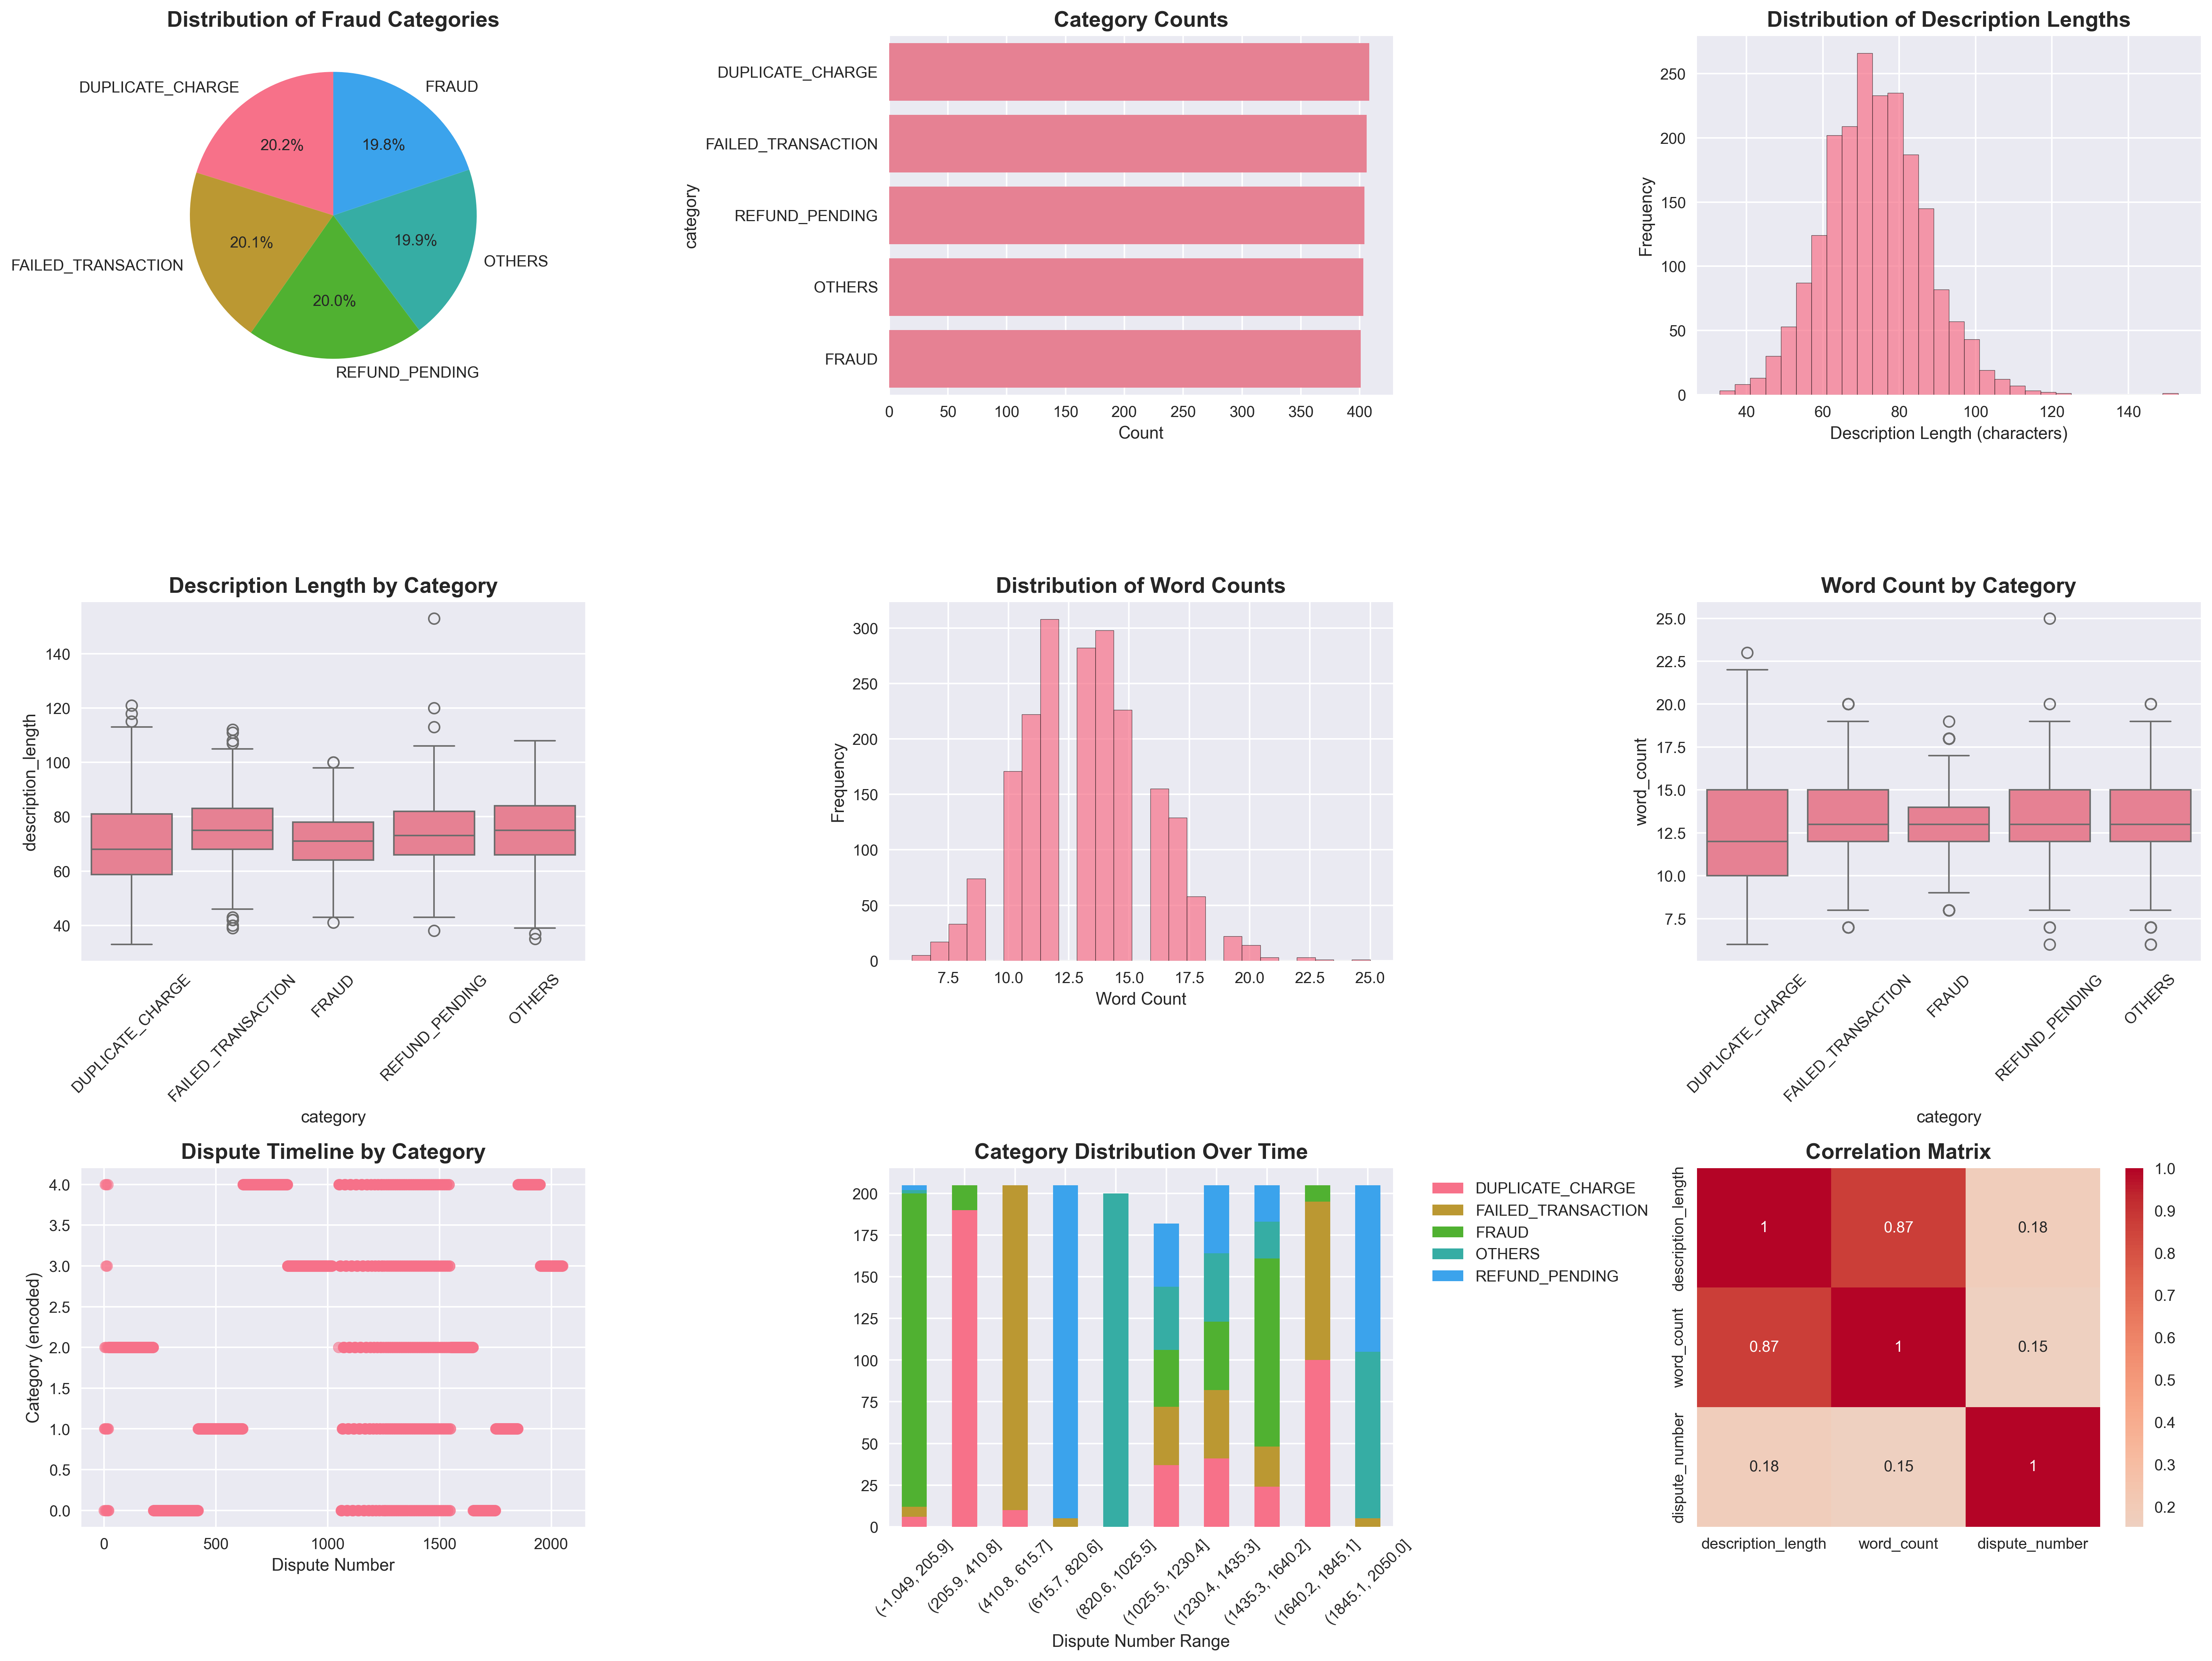 Distribution of Fraud Categories
DUPLICATE_CHARGE
FRAUD
20.2%
19.8%
20.1%
19.9%
FAILED_TRANSACTION
OTHERS
20.0%
REFUND_PENDING
Category Counts
DUPLICATE_CHARGE
FAILED_TRANSACTION
REFUND_PENDING
OTHERS
FRAUD
category
0 50 100 150 200 250 300 350 400
Count
Distribution of Description Lengths
250
200
150
100
50
0
Frequency
40 60 80 100 120 140
Description Length (characters)
Description Length by Category
140
120
100
80
60
40
description_length
DUPLICATE_CHARGE
FAILED_TRANSACTION
FRAUD
REFUND_PENDING
OTHERS
category
Distribution of Word Counts
300
250
200
150
100
50
0
Frequency
7.5 10.0 12.5 15.0 17.5 20.0 22.5 25.0
Word Count
Word Count by Category
25.0
22.5
20.0
17.5
15.0
12.5
10.0
7.5
word_count
DUPLICATE_CHARGE
FAILED_TRANSACTION
FRAUD
REFUND_PENDING
OTHERS
category
Dispute Timeline by Category
4.0
3.5
3.0
2.5
2.0
1.5
1.0
0.5
0.0
Category (encoded)
0 500 1000 1500 2000
Dispute Number
Category Distribution Over Time
200
175
150
125
100
75
50
25
0
(-1.049, 205.9]
(205.9, 410.8]
(410.8, 615.7]
(615.7, 820.6]
(820.6, 1025.5]
(1025.5, 1230.4]
(1230.4, 1435.3]
(1435.3, 1640.2]
(1640.2, 1845.1]
(1845.1, 2050.0]
Dispute Number Range
DUPLICATE_CHARGE
FAILED_TRANSACTION
FRAUD
OTHERS
REFUND_PENDING
Correlation Matrix
description_length
word_count
dispute_number
1 0.87 0.18
0.87 1 0.15
0.18 0.15 1
description_length word_count dispute_number
1.0
0.9
0.8
0.7
0.6
0.5
0.4
0.3
0.2